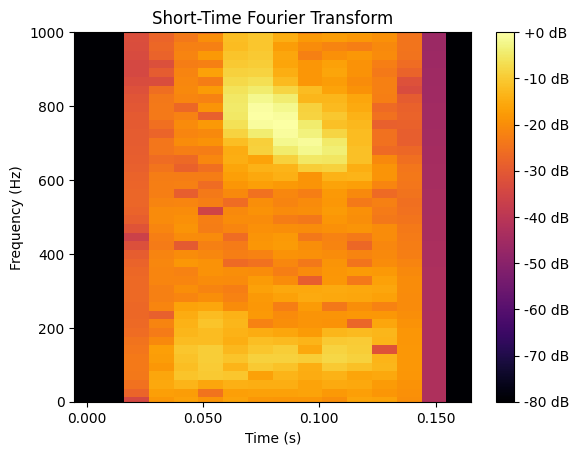 Short-Time Fourier Transform
1000
800
600
400
200
0
Frequency (Hz)
0.000
0.050
0.100
0.150
Time (s)
+0 dB
-10 dB
-20 dB
-30 dB
-40 dB
-50 dB
-60 dB
-70 dB
-80 dB